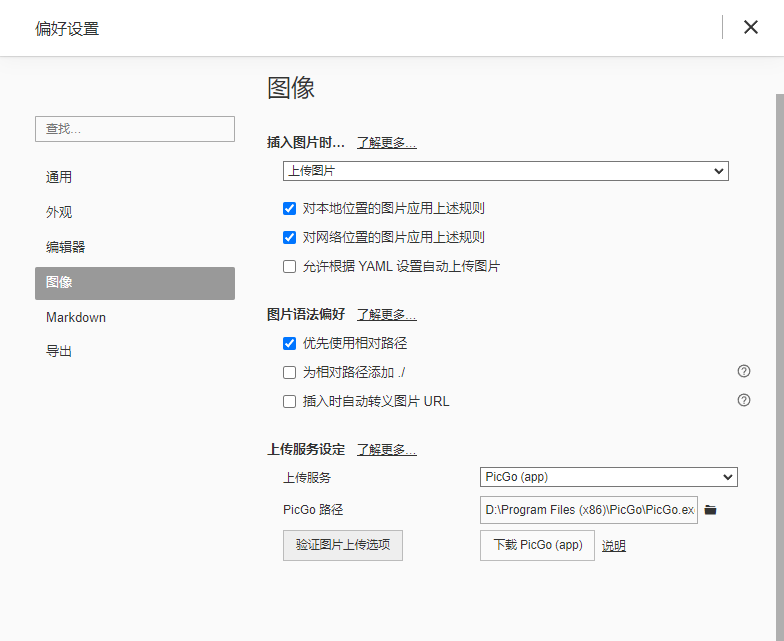 偏好设置
查找...
通用
外观
编辑器
图像
Markdown
导出
图像
插入图片时... 了解更多...
上传图片
对本地位置的图片应用上述规则
对网络位置的图片应用上述规则
允许根据 YAML 设置自动上传图片
图片语法偏好 了解更多...
优先使用相对路径
为相对路径添加 ./
插入时自动转义图片 URL
上传服务设定 了解更多...
上传服务 PicGo (app)
PicGo 路径 D:\Program Files (x86)\PicGo\PicGo.ex
验证图片上传选项 下载 PicGo (app) 说明